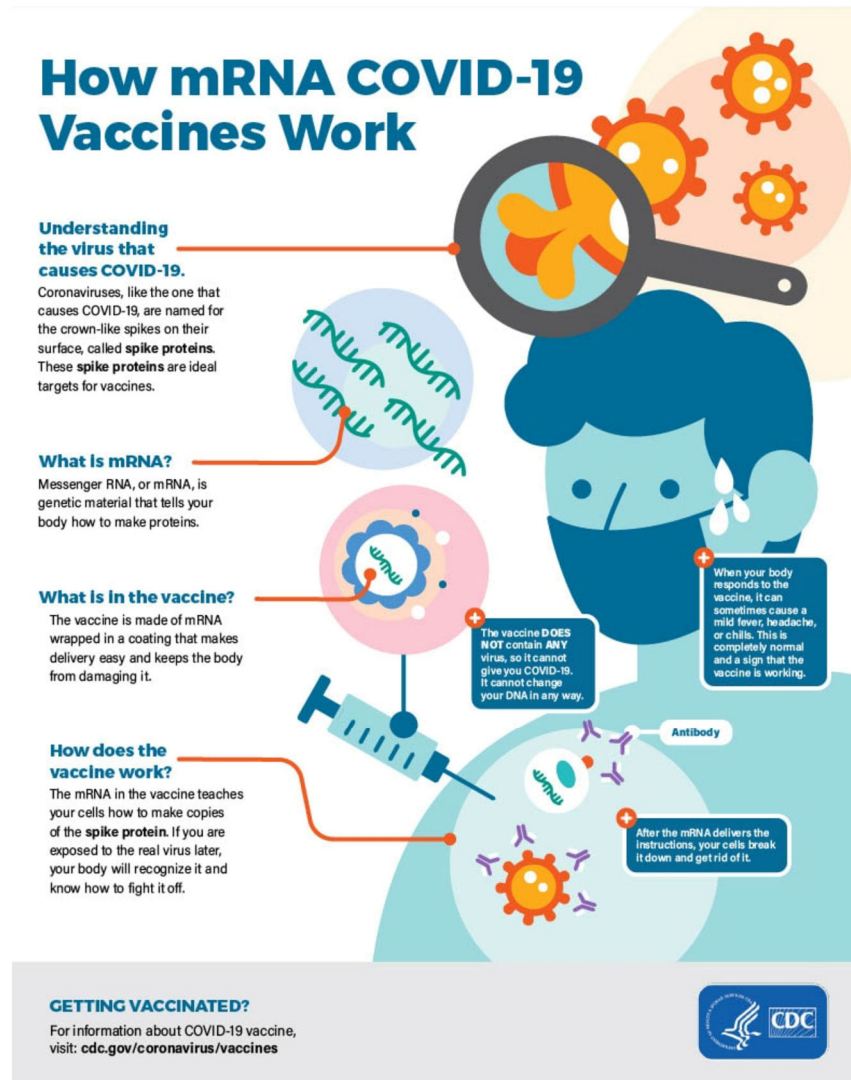 How mRNA COVID-19
Vaccines Work
Understanding
the virus that
causes COVID-19.
Coronaviruses, like the one that
causes COVID-19, are named for
the crown-like spikes on their
surface, called spike proteins.
These spike proteins are ideal
targets for vaccines.
What is mRNA?
Messenger RNA, or mRNA, is
genetic material that tells your
body how to make proteins.
What is in the vaccine?
The vaccine is made of mRNA
wrapped in a coating that makes
delivery easy and keeps the body
from damaging it.
The vaccine DOES
NOT contain ANY
virus, so it cannot
give you COVID-19.
It cannot change
your DNA in any way.
When your body
responds to the
vaccine, it can
sometimes cause a
mild fever, headache,
or chills. This is
completely normal
and a sign that the
vaccine is working.
How does the
vaccine work?
The mRNA in the vaccine teaches
your cells how to make copies
of the spike protein. If you are
exposed to the real virus later,
your body will recognize it and
know how to fight it off.
Antibody
After the mRNA delivers the
instructions, your cells break
it down and get rid of it.
GETTING VACCINATED?
For information about COVID-19 vaccine,
visit: cdc.gov/coronavirus/vaccines
CDC